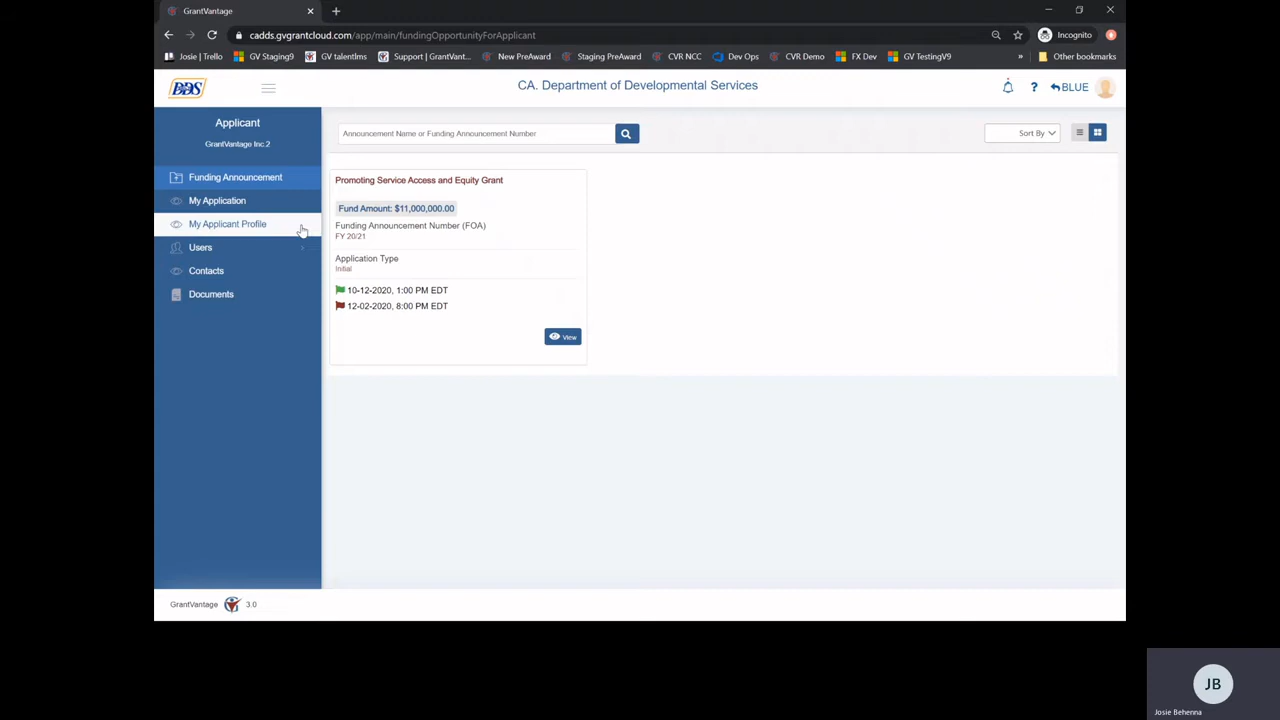 GrantVantage
cadds.gvgrantcloud.com/app/main/fundingOpportunityForApplicant
Incognito
Josie | Trello
GV Staging9
GV talentlms
Support | GrantVant...
New PreAward
Staging PreAward
CVR NCC
Dev Ops
CVR Demo
FX Dev
GV TestingV9
»
Other bookmarks
DDS
CA. Department of Developmental Services
?
BLUE
Applicant
GrantVantage Inc.2
Funding Announcement
My Application
My Applicant Profile
Users
Contacts
Documents
Announcement Name or Funding Announcement Number
Sort By
Promoting Service Access and Equity Grant
Fund Amount: $11,000,000.00
Funding Announcement Number (FOA)
FY 20/21
Application Type
Initial
10-12-2020, 1:00 PM EDT
12-02-2020, 8:00 PM EDT
View
GrantVantage 3.0
JB
Josie Behenna